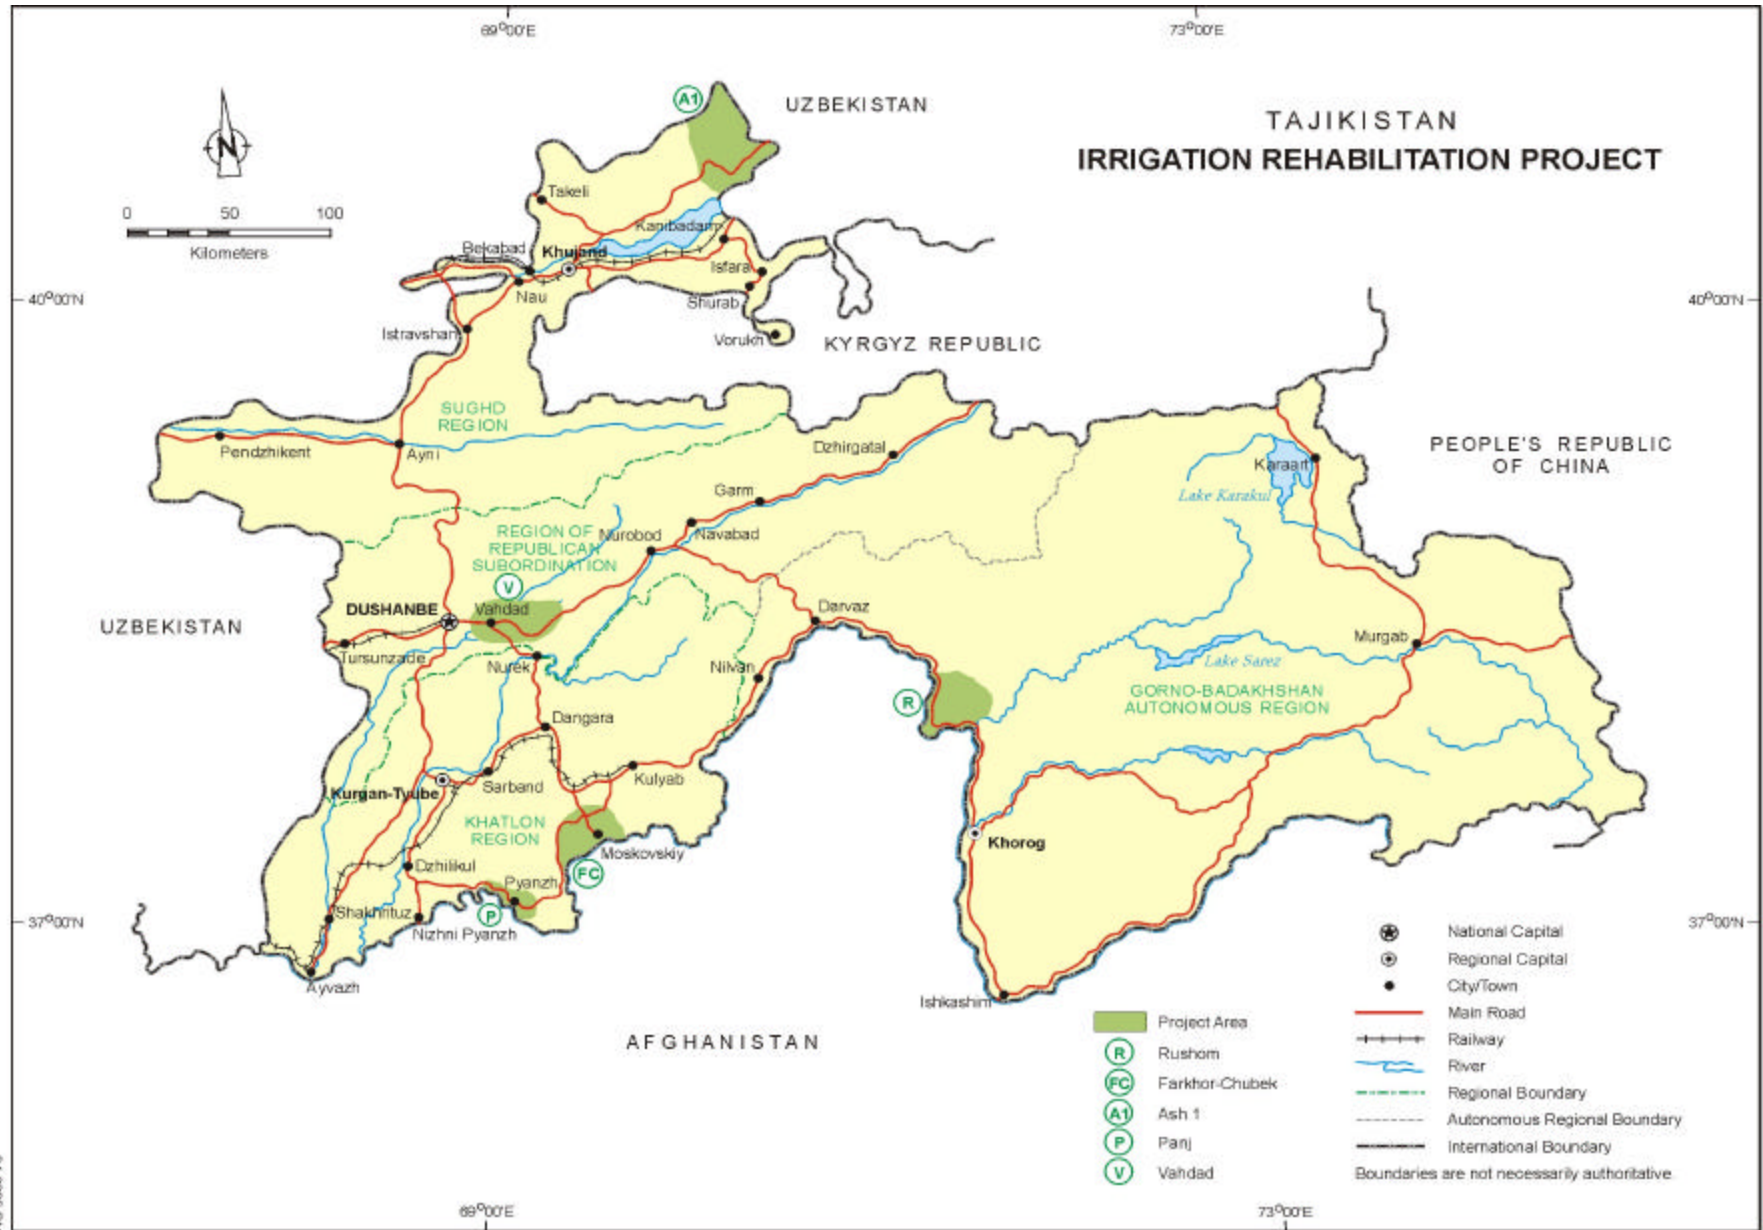 69°00'E
73°00'E
TAJIKISTAN
IRRIGATION REHABILITATION PROJECT
N
0 50 100
Kilometers
40°00'N
40°00'N
37°00'N
37°00'N
A1
UZBEKISTAN
Takeli
Kanibadam
Bekabad
Khujand
Isfara
Nau
Shurab
Istravshan
Vorukh
KYRGYZ REPUBLIC
SUGHD
REGION
Pendzhikent
Ayni
Dzhirgatal
Karaart
PEOPLE'S REPUBLIC
OF CHINA
Lake Karakul
Garm
REGION OF
REPUBLICAN
SUBORDINATION
Nurobod
Navabad
V
DUSHANBE
Vahdad
Darvaz
UZBEKISTAN
Murgab
Tursunzade
Nurek
Nilvan
Lake Sarez
R
GORNO-BADAKHSHAN
AUTONOMOUS REGION
Dangara
Kurgan-Tyube
Sarband
Kulyab
KHATLON
REGION
Moskovskiy
Khorog
Dzhilikul
FC
Pyanzh
P
Shakhrituz
Nizhni Pyanzh
Ayvazh
Ishkashim
AFGHANISTAN
Project Area
R Rushom
FC Farkhor-Chubek
A1 Ash 1
P Panj
V Vahdad
National Capital
Regional Capital
City/Town
Main Road
Railway
River
Regional Boundary
Autonomous Regional Boundary
International Boundary
Boundaries are not necessarily authoritative.
69°00'E
73°00'E